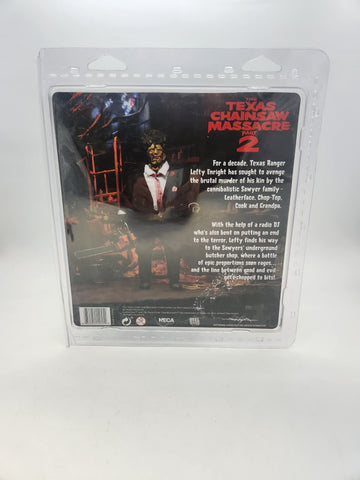 THE
TEXAS
CHAINSAW
MASSACRE
PART
2
For a decade, Texas Ranger
Lefty Enright has sought to avenge
the brutal murder of his kin by the
cannibalistic Sawyer family -
Leatherface, Chop-Top,
Cook and Grandpa.
With the help of a radio DJ
who's also bent on putting an end
to the terror, Lefty finds his way
to the Sawyers' underground
butcher shop, where a battle
of epic proportions soon rages...
and the line between good and evil
gets chopped to bits!
NECA